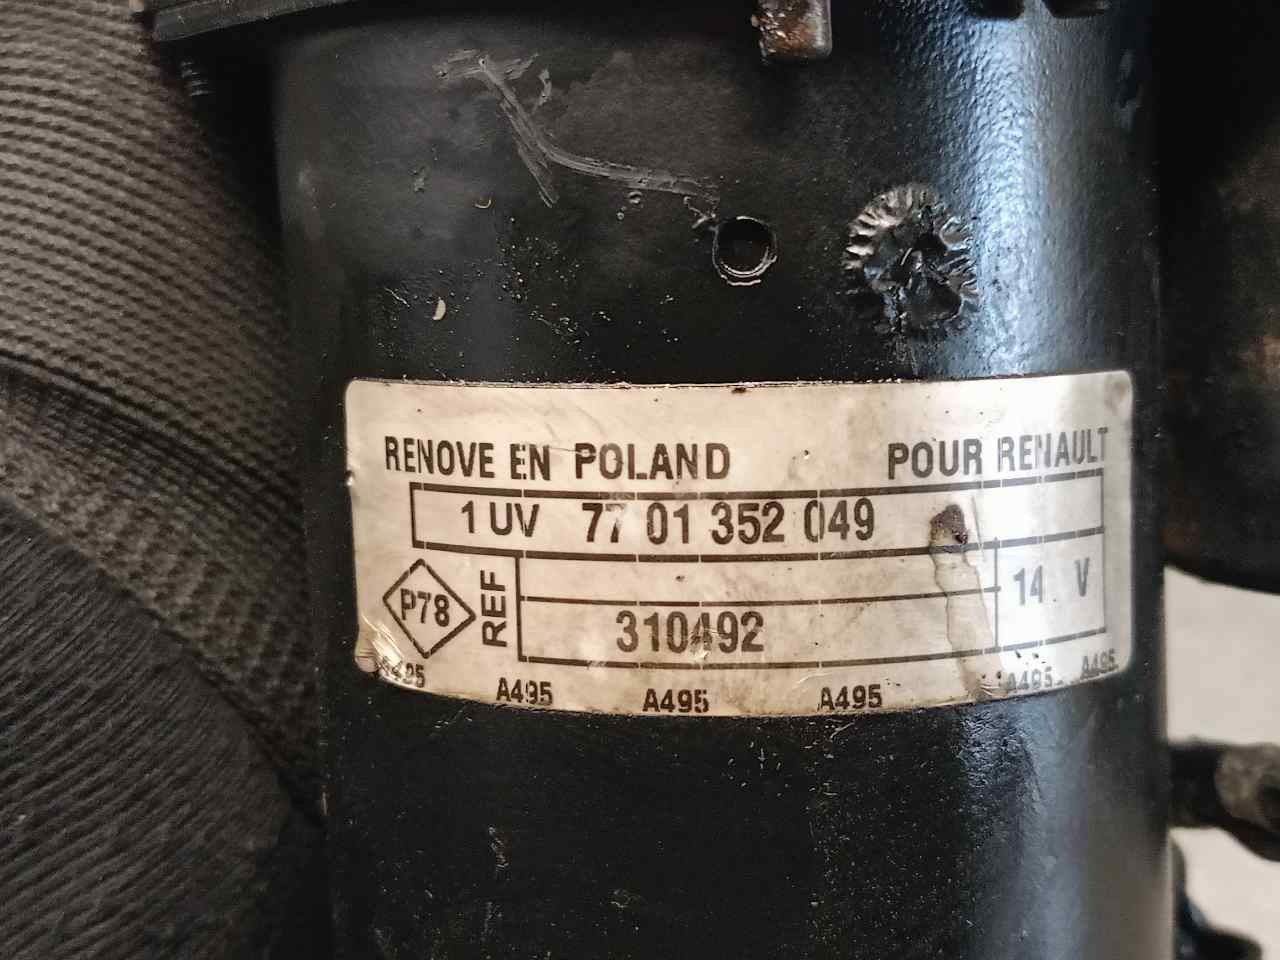 RENOVE EN POLAND POUR RENAULT
1 UV 77 01 352 049
P78 REF 14 V
310492
A495 A495 A495 A495 A495 A495